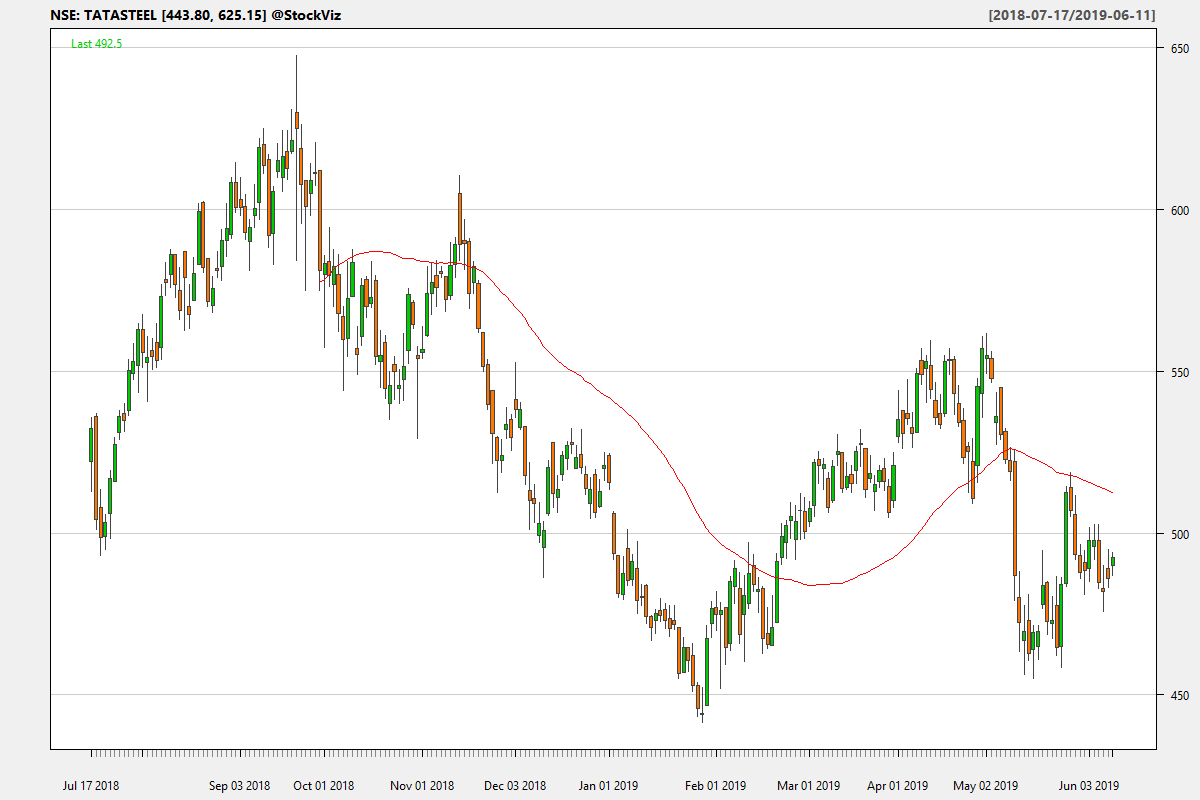 NSE: TATASTEEL [443.80, 625.15] @StockViz
[2018-07-17/2019-06-11]
Last 492.5
650
600
550
500
450
Jul 17 2018
Sep 03 2018
Oct 01 2018
Nov 01 2018
Dec 03 2018
Jan 01 2019
Feb 01 2019
Mar 01 2019
Apr 01 2019
May 02 2019
Jun 03 2019